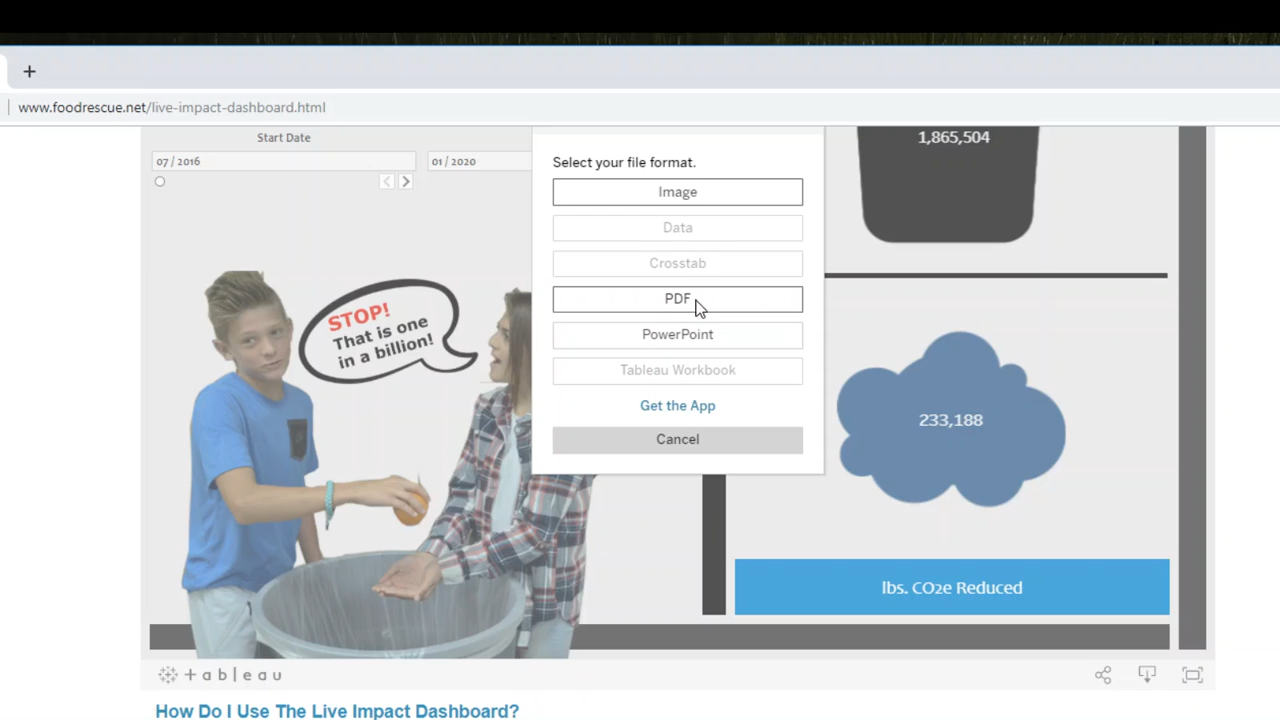 +
www.foodrescue.net/live-impact-dashboard.html
Start Date
07 / 2016
01 / 2020
STOP!
That is one
in a billion!
Select your file format.
Image
Data
Crosstab
PDF
PowerPoint
Tableau Workbook
Get the App
Cancel
1,865,504
233,188
lbs. CO2e Reduced
+ a b | e a u
How Do I Use The Live Impact Dashboard?